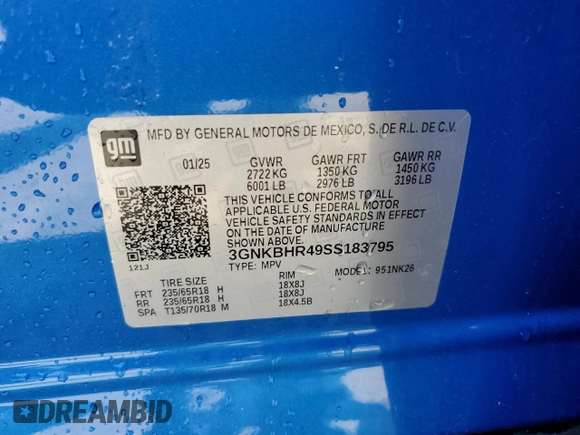 gm
MFD BY GENERAL MOTORS DE MEXICO, S. DE R.L. DE C.V.
01/25 GVWR GAWR FRT GAWR RR
2722 KG 1350 KG 1450 KG
6001 LB 2976 LB 3196 LB
THIS VEHICLE CONFORMS TO ALL
APPLICABLE U.S. FEDERAL MOTOR
VEHICLE SAFETY STANDARDS IN EFFECT
ON THE DATE OF MANUFACTURE
SHOWN ABOVE.
3GNKBHR49SS183795
121J TYPE: MPV MODEL: 951NK26
TIRE SIZE RIM
FRT 235/65R18 H 18X8J
RR 235/65R18 H 18X8J
SPA T135/70R18 M 18X4.5B
DREAMBID